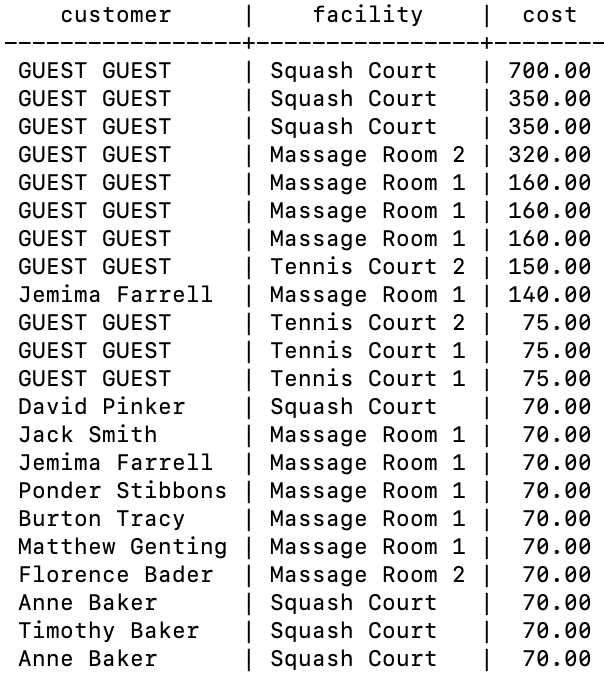 customer | facility | cost
-----------------+----------------+--------
GUEST GUEST | Squash Court | 700.00
GUEST GUEST | Squash Court | 350.00
GUEST GUEST | Squash Court | 350.00
GUEST GUEST | Massage Room 2 | 320.00
GUEST GUEST | Massage Room 1 | 160.00
GUEST GUEST | Massage Room 1 | 160.00
GUEST GUEST | Massage Room 1 | 160.00
GUEST GUEST | Tennis Court 2 | 150.00
Jemima Farrell | Massage Room 1 | 140.00
GUEST GUEST | Tennis Court 2 | 75.00
GUEST GUEST | Tennis Court 1 | 75.00
GUEST GUEST | Tennis Court 1 | 75.00
David Pinker | Squash Court | 70.00
Jack Smith | Massage Room 1 | 70.00
Jemima Farrell | Massage Room 1 | 70.00
Ponder Stibbons | Massage Room 1 | 70.00
Burton Tracy | Massage Room 1 | 70.00
Matthew Genting | Massage Room 1 | 70.00
Florence Bader | Massage Room 2 | 70.00
Anne Baker | Squash Court | 70.00
Timothy Baker | Squash Court | 70.00
Anne Baker | Squash Court | 70.00